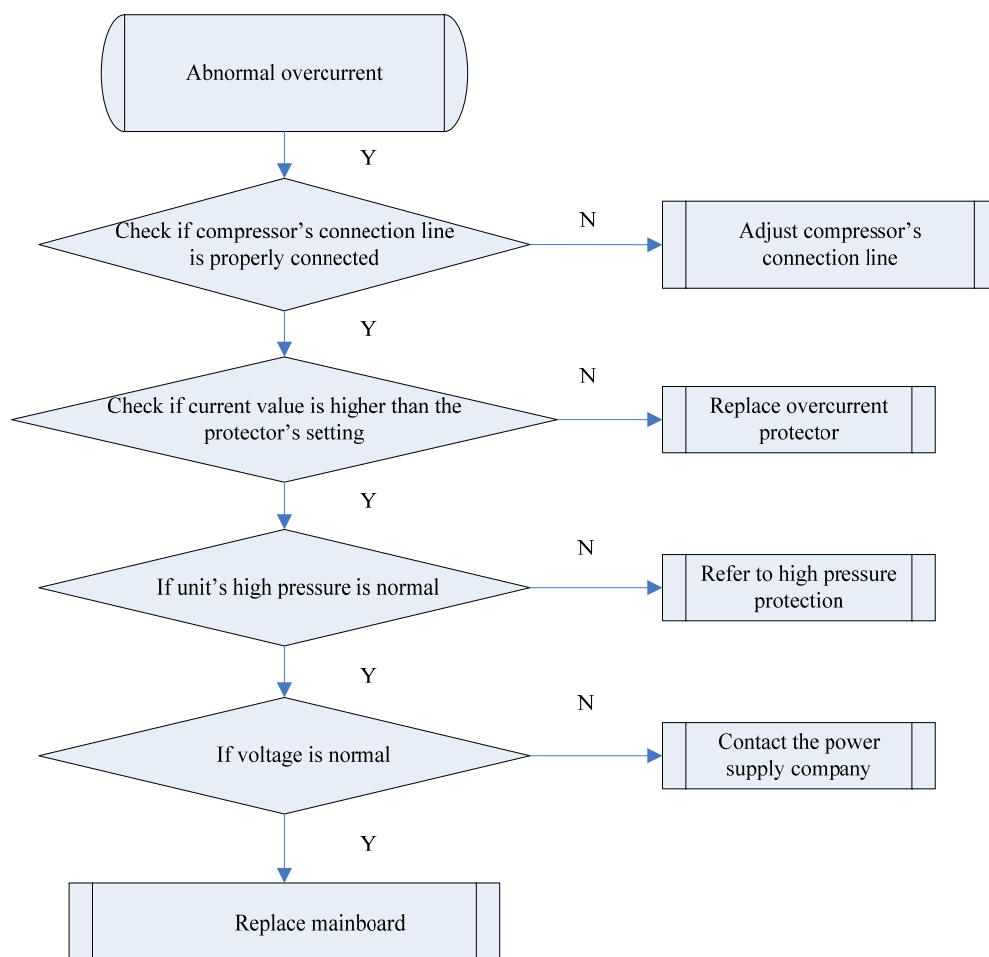 Abnormal overcurrent
Y
Check if compressor’s connection line
is properly connected
N
Adjust compressor’s
connection line
Y
Check if current value is higher than the
protector’s setting
N
Replace overcurrent
protector
Y
If unit’s high pressure is normal
N
Refer to high pressure
protection
Y
If voltage is normal
N
Contact the power
supply company
Y
Replace mainboard